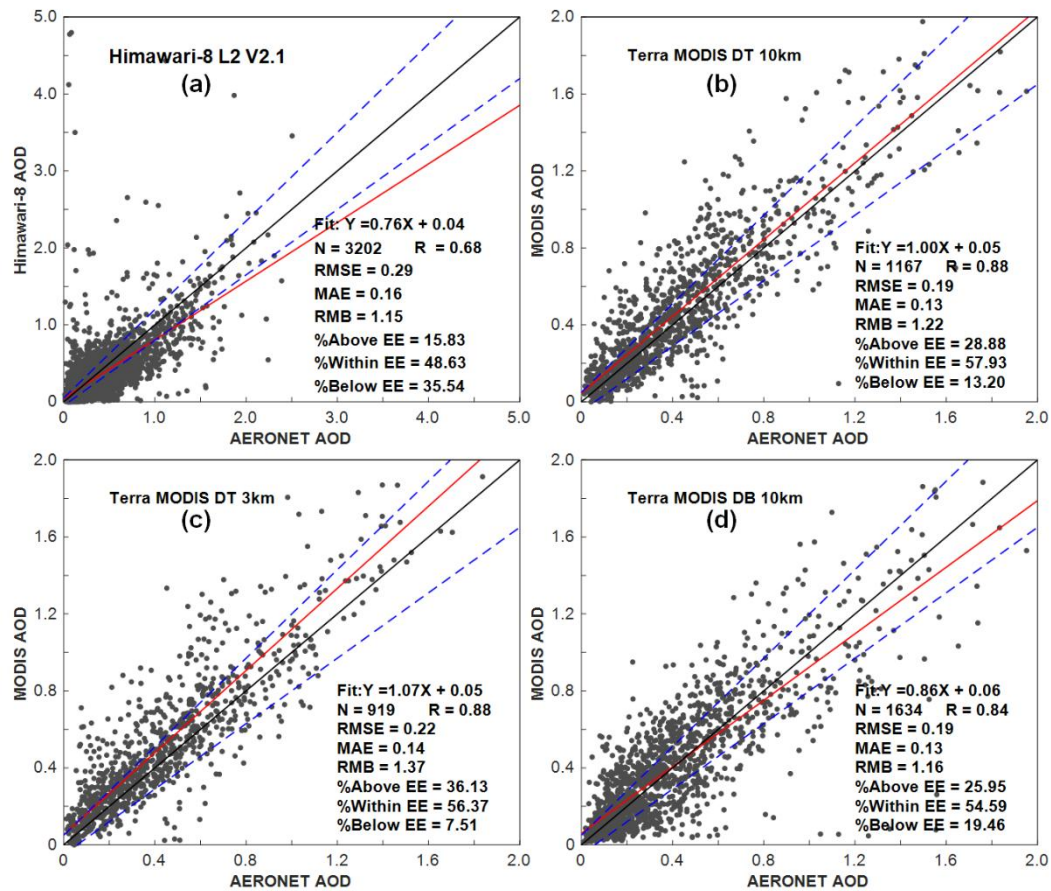 5.0
4.0
3.0
2.0
1.0
0
Himawari-8 AOD
Himawari-8 L2 V2.1
(a)
Fit: Y =0.76X + 0.04
N = 3202 R = 0.68
RMSE = 0.29
MAE = 0.16
RMB = 1.15
%Above EE = 15.83
%Within EE = 48.63
%Below EE = 35.54
0 1.0 2.0 3.0 4.0 5.0
AERONET AOD
2.0
1.6
1.2
0.8
0.4
0
MODIS AOD
Terra MODIS DT 10km
(b)
Fit:Y =1.00X + 0.05
N = 1167 R = 0.88
RMSE = 0.19
MAE = 0.13
RMB = 1.22
%Above EE = 28.88
%Within EE = 57.93
%Below EE = 13.20
0 0.4 0.8 1.2 1.6 2.0
AERONET AOD
2.0
1.6
1.2
0.8
0.4
0
MODIS AOD
Terra MODIS DT 3km
(c)
Fit:Y =1.07X + 0.05
N = 919 R = 0.88
RMSE = 0.22
MAE = 0.14
RMB = 1.37
%Above EE = 36.13
%Within EE = 56.37
%Below EE = 7.51
0 0.4 0.8 1.2 1.6 2.0
AERONET AOD
2.0
1.6
1.2
0.8
0.4
0
MODIS AOD
Terra MODIS DB 10km
(d)
Fit:Y =0.86X + 0.06
N = 1634 R = 0.84
RMSE = 0.19
MAE = 0.13
RMB = 1.16
%Above EE = 25.95
%Within EE = 54.59
%Below EE = 19.46
0 0.4 0.8 1.2 1.6 2.0
AERONET AOD